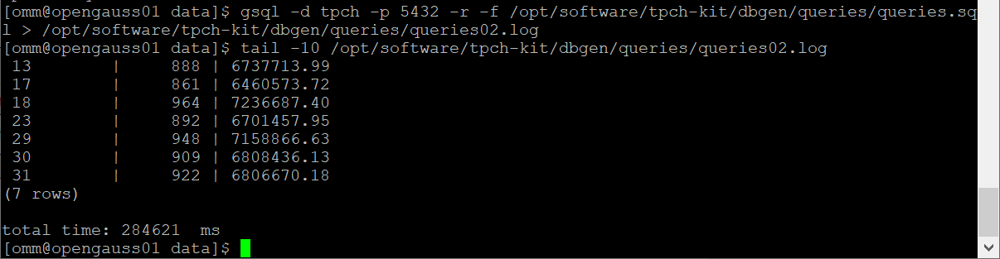 [omm@opengauss01 data]$ gsql -d tpch -p 5432 -r -f /opt/software/tpch-kit/dbgen/queries/queries.sq
l > /opt/software/tpch-kit/dbgen/queries/queries02.log
[omm@opengauss01 data]$ tail -10 /opt/software/tpch-kit/dbgen/queries/queries02.log
 13        |     888 | 6737713.99
 17        |     861 | 6460573.72
 18        |     964 | 7236687.40
 23        |     892 | 6701457.95
 29        |     948 | 7158866.63
 30        |     909 | 6808436.13
 31        |     922 | 6806670.18
(7 rows)

total time: 284621  ms
[omm@opengauss01 data]$